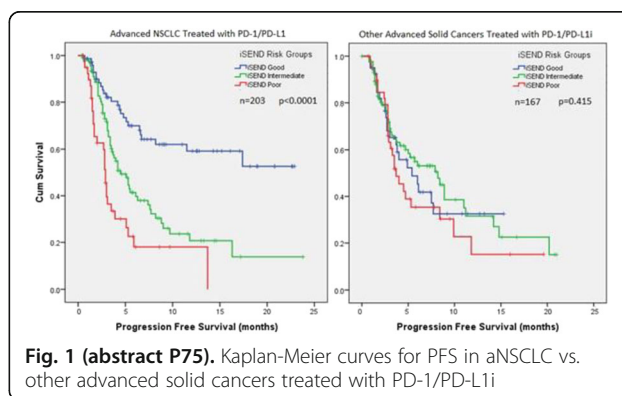 Advanced NSCLC Treated with PD-1/PD-L1
Cum Survival
1.0
0.8
0.6
0.4
0.2
0.0
iSEND Risk Groups
iSEND Good
iSEND Intermediate
iSEND Poor
n=203 p<0.0001
0 5 10 15 20 25
Progression Free Survival (months)
Other Advanced Solid Cancers Treated with PD-1/PD-L1i
1.0
0.8
0.6
0.4
0.2
0.0
iSEND Risk Groups
iSEND Good
iSEND Intermediate
iSEND Poor
n=167 p=0.415
0 5 10 15 20 25
Progression Free Survival (months)
Fig. 1 (abstract P75). Kaplan-Meier curves for PFS in aNSCLC vs.
other advanced solid cancers treated with PD-1/PD-L1i